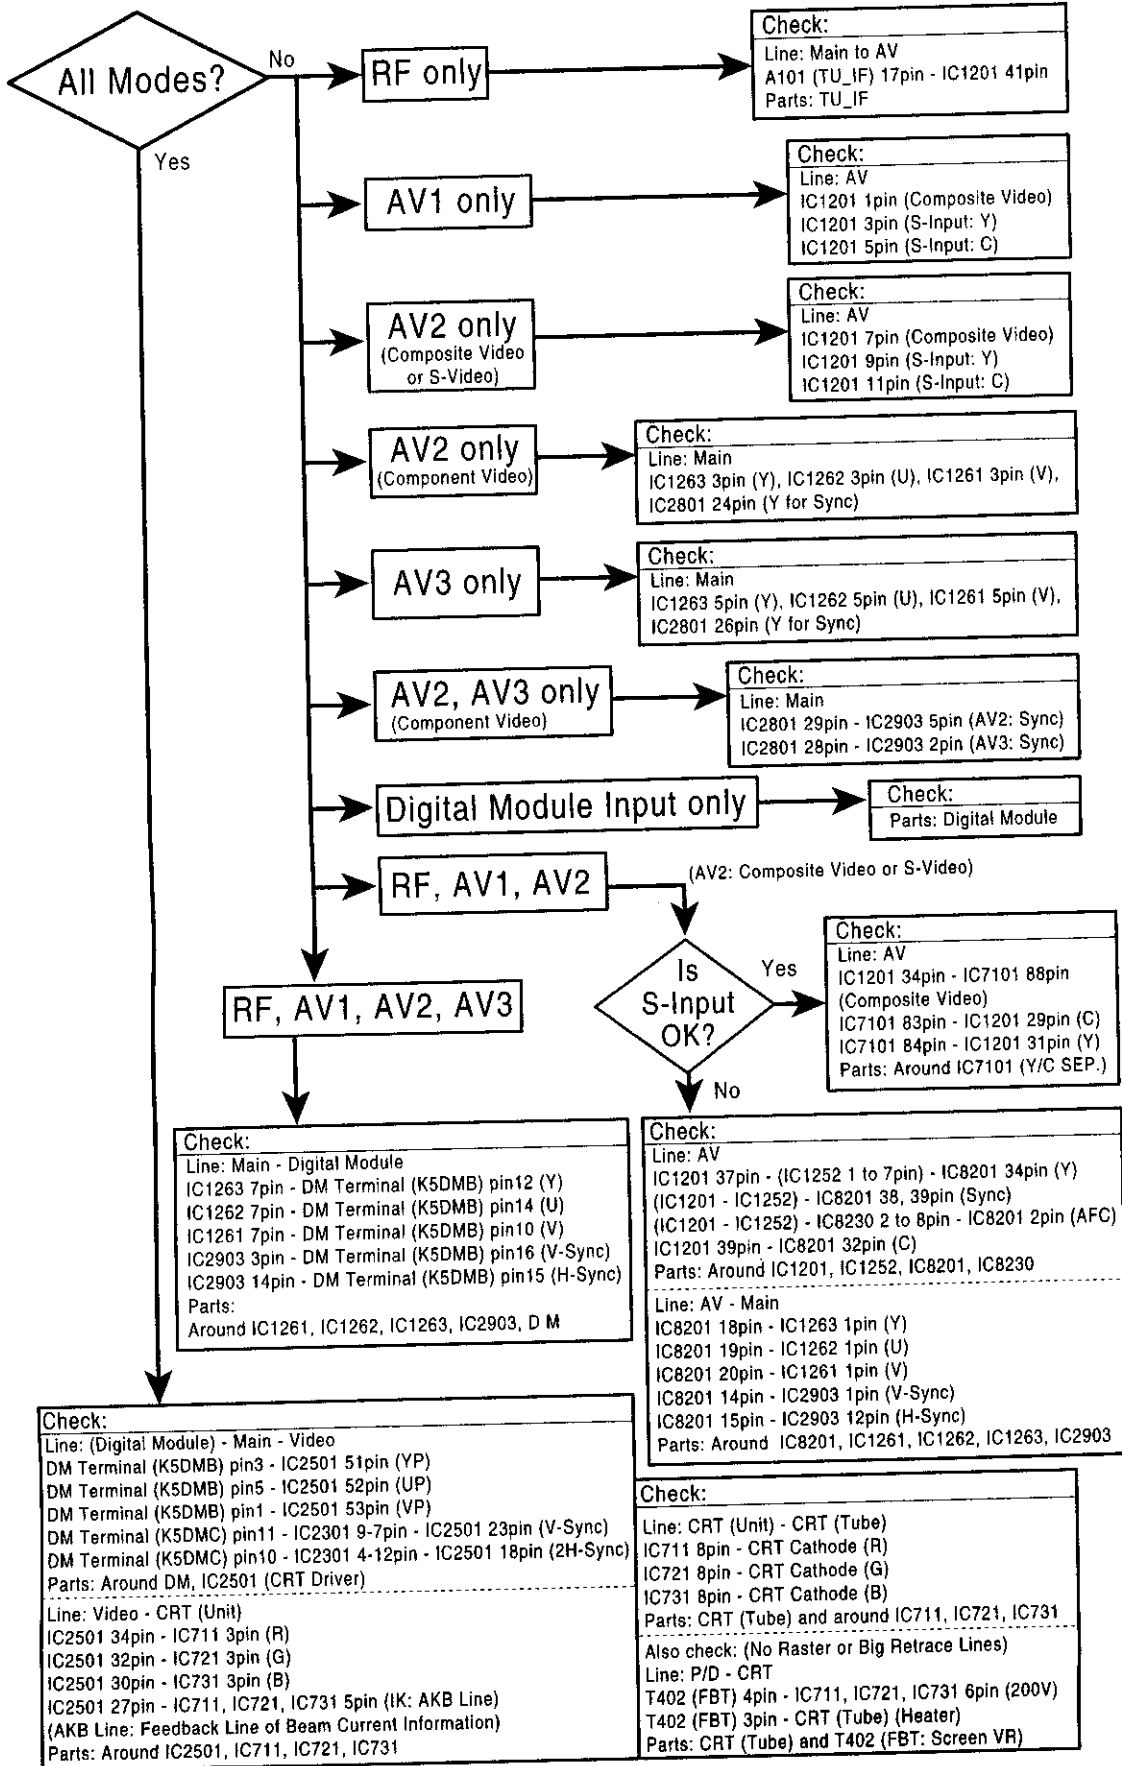 All Modes?
No
Yes
RF only
Check:
Line: Main to AV
A101 (TU_IF) 17pin - IC1201 41pin
Parts: TU_IF
AV1 only
Check:
Line: AV
IC1201 1pin (Composite Video)
IC1201 3pin (S-Input: Y)
IC1201 5pin (S-Input: C)
AV2 only
(Composite Video
or S-Video)
Check:
Line: AV
IC1201 7pin (Composite Video)
IC1201 9pin (S-Input: Y)
IC1201 11pin (S-Input: C)
AV2 only
(Component Video)
Check:
Line: Main
IC1263 3pin (Y), IC1262 3pin (U), IC1261 3pin (V),
IC2801 24pin (Y for Sync)
AV3 only
Check:
Line: Main
IC1263 5pin (Y), IC1262 5pin (U), IC1261 5pin (V),
IC2801 26pin (Y for Sync)
AV2, AV3 only
(Component Video)
Check:
Line: Main
IC2801 29pin - IC2903 5pin (AV2: Sync)
IC2801 28pin - IC2903 2pin (AV3: Sync)
Digital Module Input only
Check:
Parts: Digital Module
RF, AV1, AV2
(AV2: Composite Video or S-Video)
Is
S-Input
OK?
Yes
No
Check:
Line: AV
IC1201 34pin - IC7101 88pin
(Composite Video)
IC7101 83pin - IC1201 29pin (C)
IC7101 84pin - IC1201 31pin (Y)
Parts: Around IC7101 (Y/C SEP.)
RF, AV1, AV2, AV3
Check:
Line: Main - Digital Module
IC1263 7pin - DM Terminal (K5DMB) pin12 (Y)
IC1262 7pin - DM Terminal (K5DMB) pin14 (U)
IC1261 7pin - DM Terminal (K5DMB) pin10 (V)
IC2903 3pin - DM Terminal (K5DMB) pin16 (V-Sync)
IC2903 14pin - DM Terminal (K5DMB) pin15 (H-Sync)
Parts:
Around IC1261, IC1262, IC1263, IC2903, D M
Check:
Line: AV
IC1201 37pin - (IC1252 1 to 7pin) - IC8201 34pin (Y)
(IC1201 - IC1252) - IC8201 38, 39pin (Sync)
(IC1201 - IC1252) - IC8230 2 to 8pin - IC8201 2pin (AFC)
IC1201 39pin - IC8201 32pin (C)
Parts: Around IC1201, IC1252, IC8201, IC8230
Line: AV - Main
IC8201 18pin - IC1263 1pin (Y)
IC8201 19pin - IC1262 1pin (U)
IC8201 20pin - IC1261 1pin (V)
IC8201 14pin - IC2903 1pin (V-Sync)
IC8201 15pin - IC2903 12pin (H-Sync)
Parts: Around IC8201, IC1261, IC1262, IC1263, IC2903
Check:
Line: (Digital Module) - Main - Video
DM Terminal (K5DMB) pin3 - IC2501 51pin (YP)
DM Terminal (K5DMB) pin5 - IC2501 52pin (UP)
DM Terminal (K5DMB) pin1 - IC2501 53pin (VP)
DM Terminal (K5DMC) pin11 - IC2301 9-7pin - IC2501 23pin (V-Sync)
DM Terminal (K5DMC) pin10 - IC2301 4-12pin - IC2501 18pin (2H-Sync)
Parts: Around DM, IC2501 (CRT Driver)
Line: Video - CRT (Unit)
IC2501 34pin - IC711 3pin (R)
IC2501 32pin - IC721 3pin (G)
IC2501 30pin - IC731 3pin (B)
IC2501 27pin - IC711, IC721, IC731 5pin (IK: AKB Line)
(AKB Line: Feedback Line of Beam Current Information)
Parts: Around IC2501, IC711, IC721, IC731
Check:
Line: CRT (Unit) - CRT (Tube)
IC711 8pin - CRT Cathode (R)
IC721 8pin - CRT Cathode (G)
IC731 8pin - CRT Cathode (B)
Parts: CRT (Tube) and around IC711, IC721, IC731
Also check: (No Raster or Big Retrace Lines)
Line: P/D - CRT
T402 (FBT) 4pin - IC711, IC721, IC731 6pin (200V)
T402 (FBT) 3pin - CRT (Tube) (Heater)
Parts: CRT (Tube) and T402 (FBT: Screen VR)